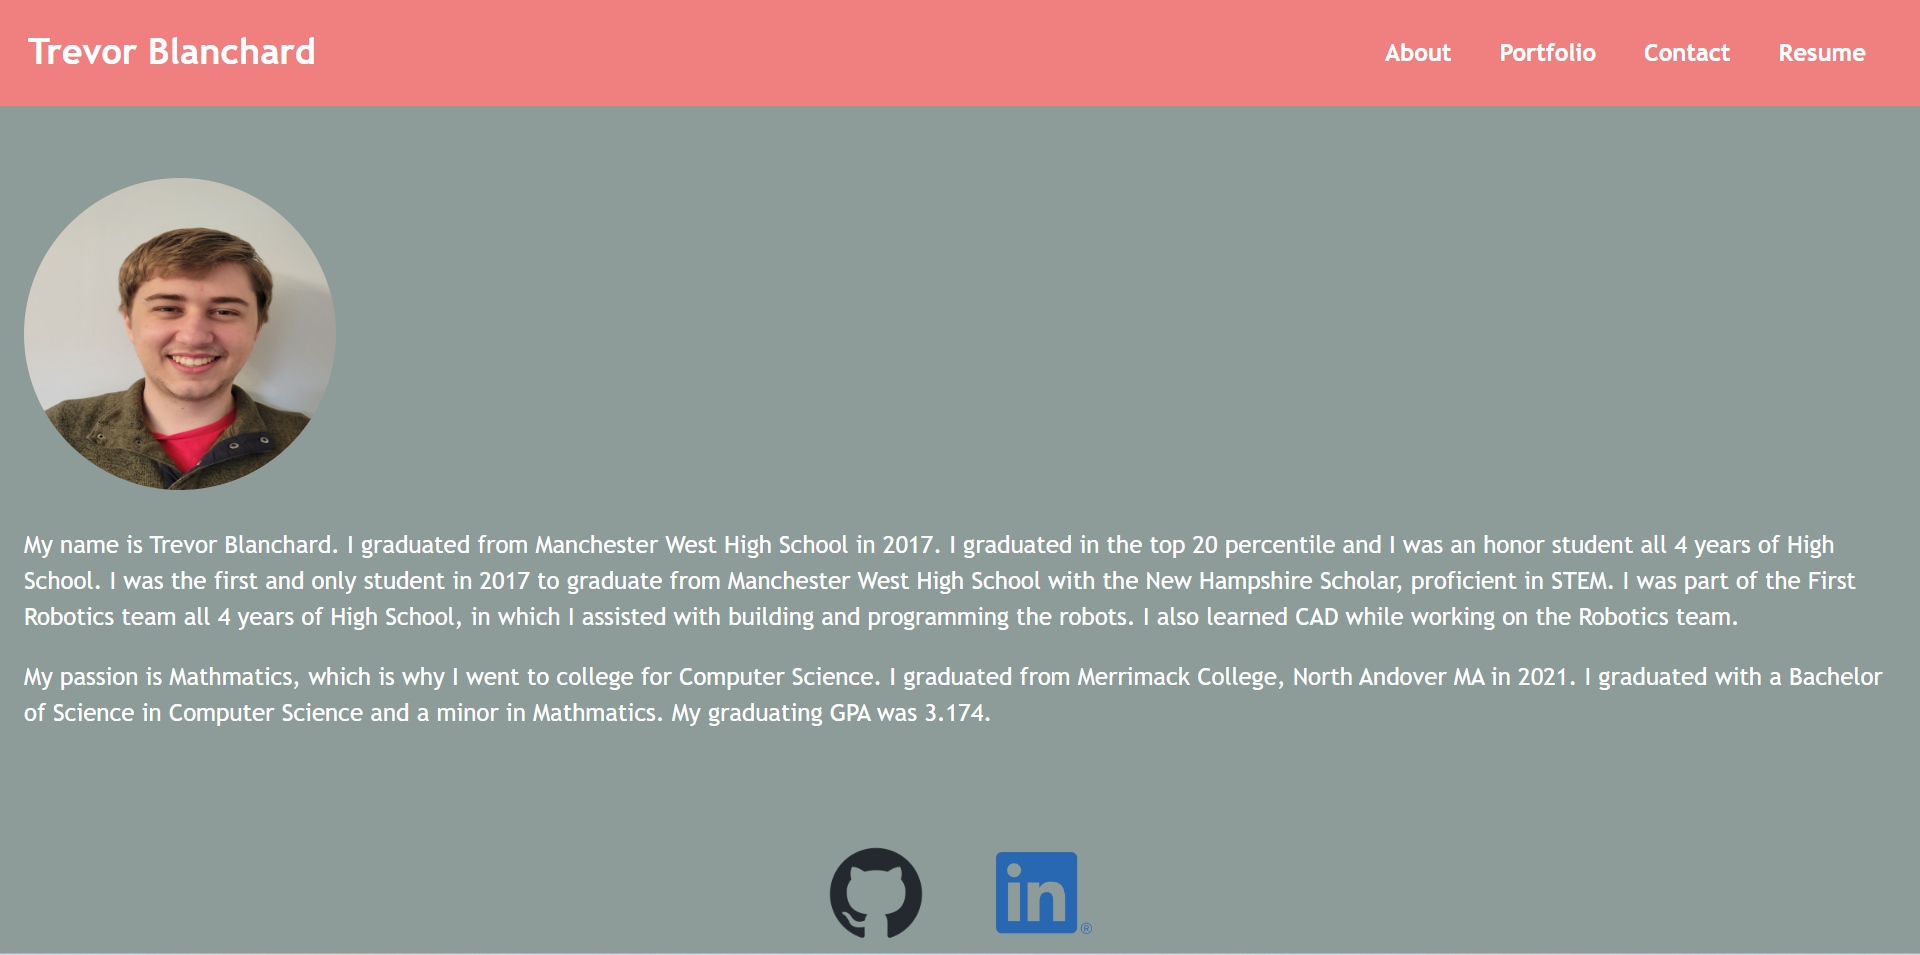 Trevor Blanchard
About Portfolio Contact Resume
My name is Trevor Blanchard. I graduated from Manchester West High School in 2017. I graduated in the top 20 percentile and I was an honor student all 4 years of High
School. I was the first and only student in 2017 to graduate from Manchester West High School with the New Hampshire Scholar, proficient in STEM. I was part of the First
Robotics team all 4 years of High School, in which I assisted with building and programming the robots. I also learned CAD while working on the Robotics team.
My passion is Mathmatics, which is why I went to college for Computer Science. I graduated from Merrimack College, North Andover MA in 2021. I graduated with a Bachelor
of Science in Computer Science and a minor in Mathmatics. My graduating GPA was 3.174.
in ®